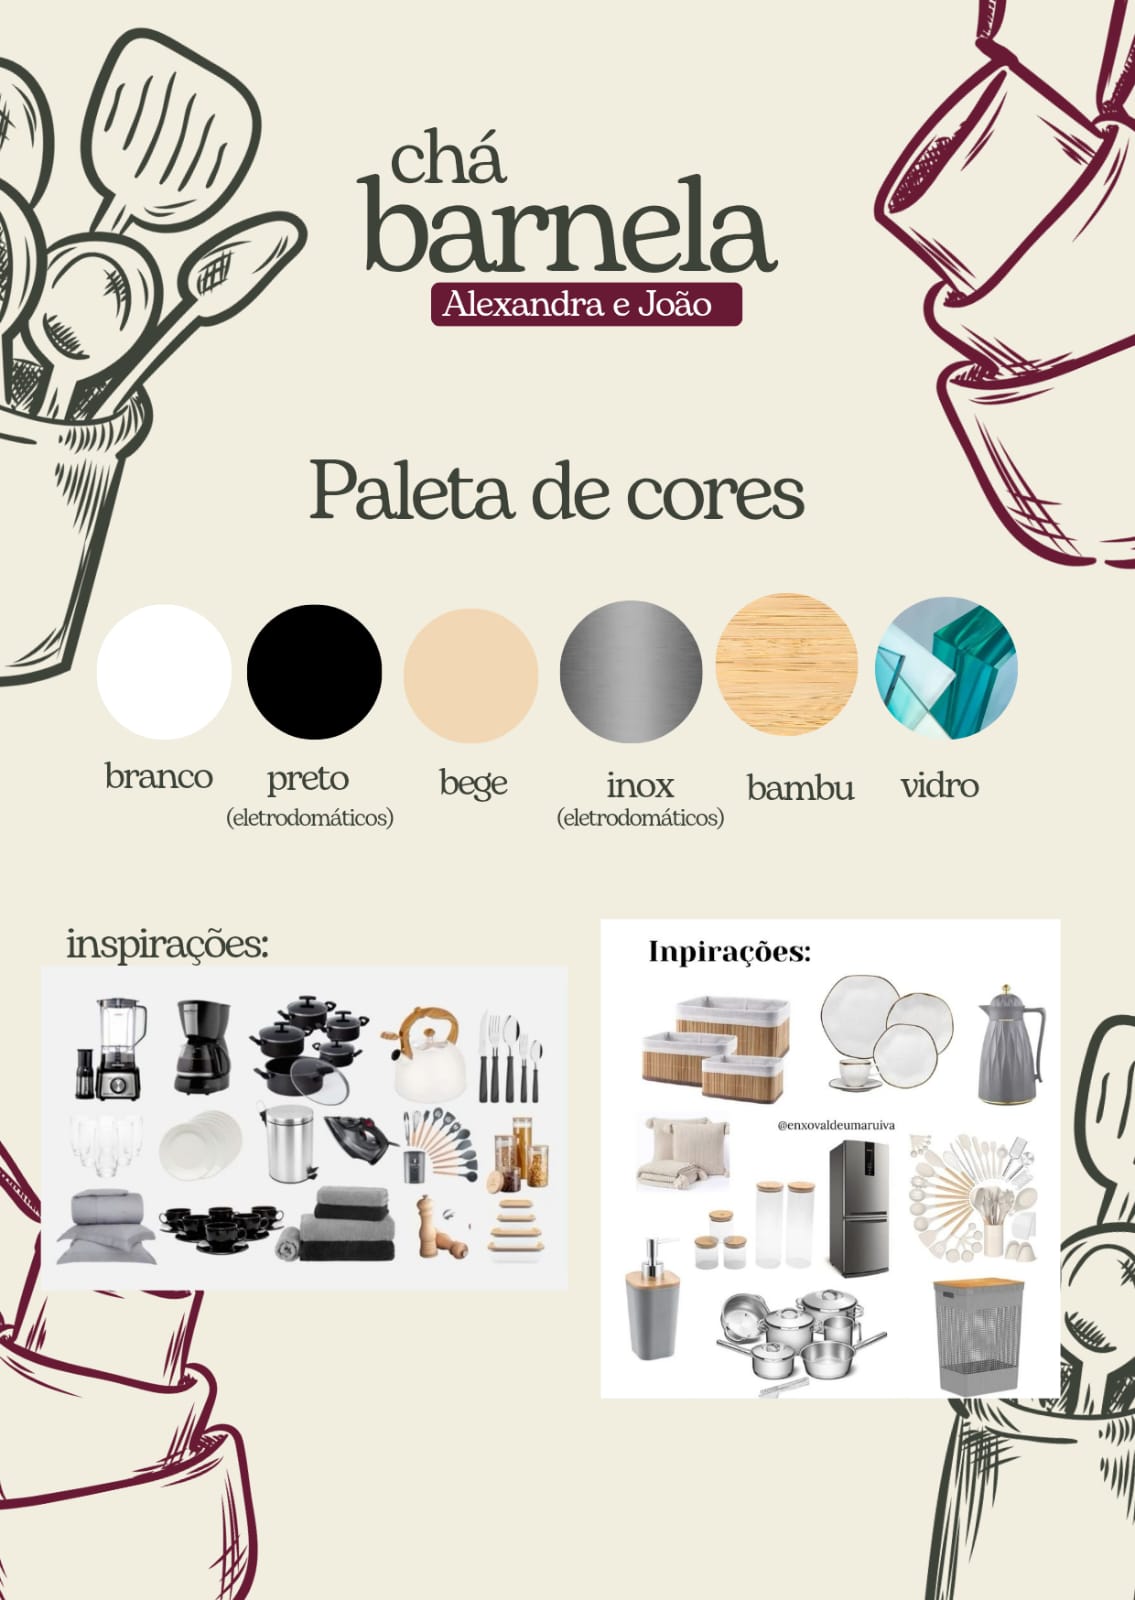 chá
barnela
Alexandra e João
Paleta de cores
branco
preto
(eletrodomáticos)
bege
inox
(eletrodomáticos)
bambu
vidro
inspirações:
Inpirações:
@enxovaldeumaruiva